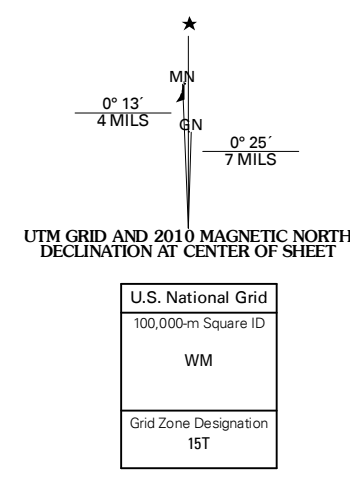 MN
0° 13´
4 MILS
GN
0° 25´
7 MILS
UTM GRID AND 2010 MAGNETIC NORTH
DECLINATION AT CENTER OF SHEET
U.S. National Grid
100,000-m Square ID
WM
Grid Zone Designation
15T